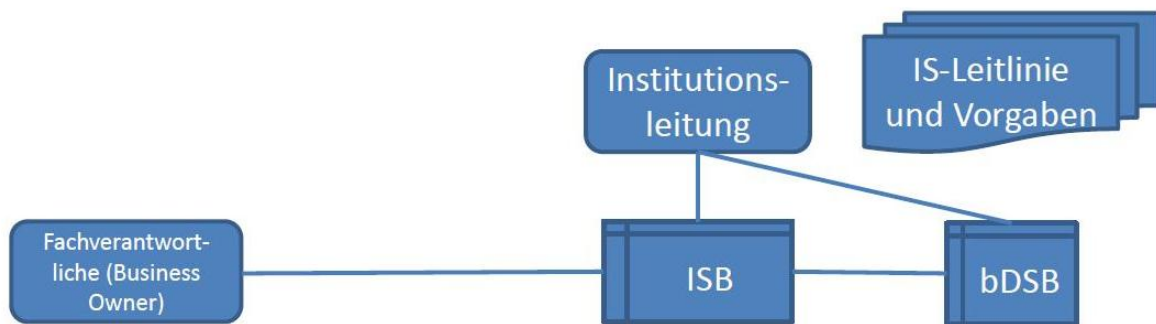 Institutions-
leitung
IS-Leitlinie
und Vorgaben
Fachverantwort-
liche (Business
Owner)
ISB
bDSB